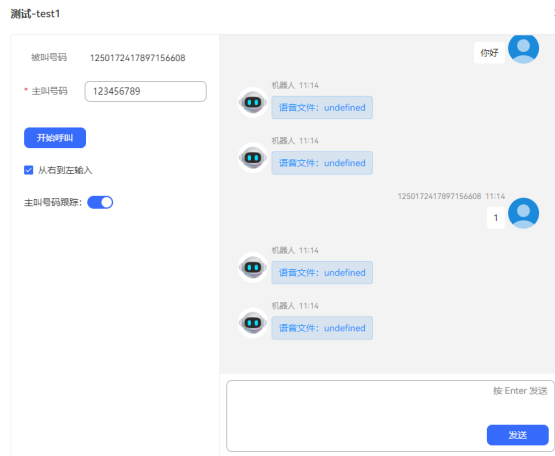 测试-test1
被叫号码 1250172417897156608
* 主叫号码 123456789
开始呼叫
从右到左输入
主叫号码跟踪：
你好
机器人 11:14
语音文件：undefined
机器人 11:14
语音文件：undefined
1250172417897156608 11:14
1
机器人 11:14
语音文件：undefined
机器人 11:14
语音文件：undefined
按 Enter 发送
发送